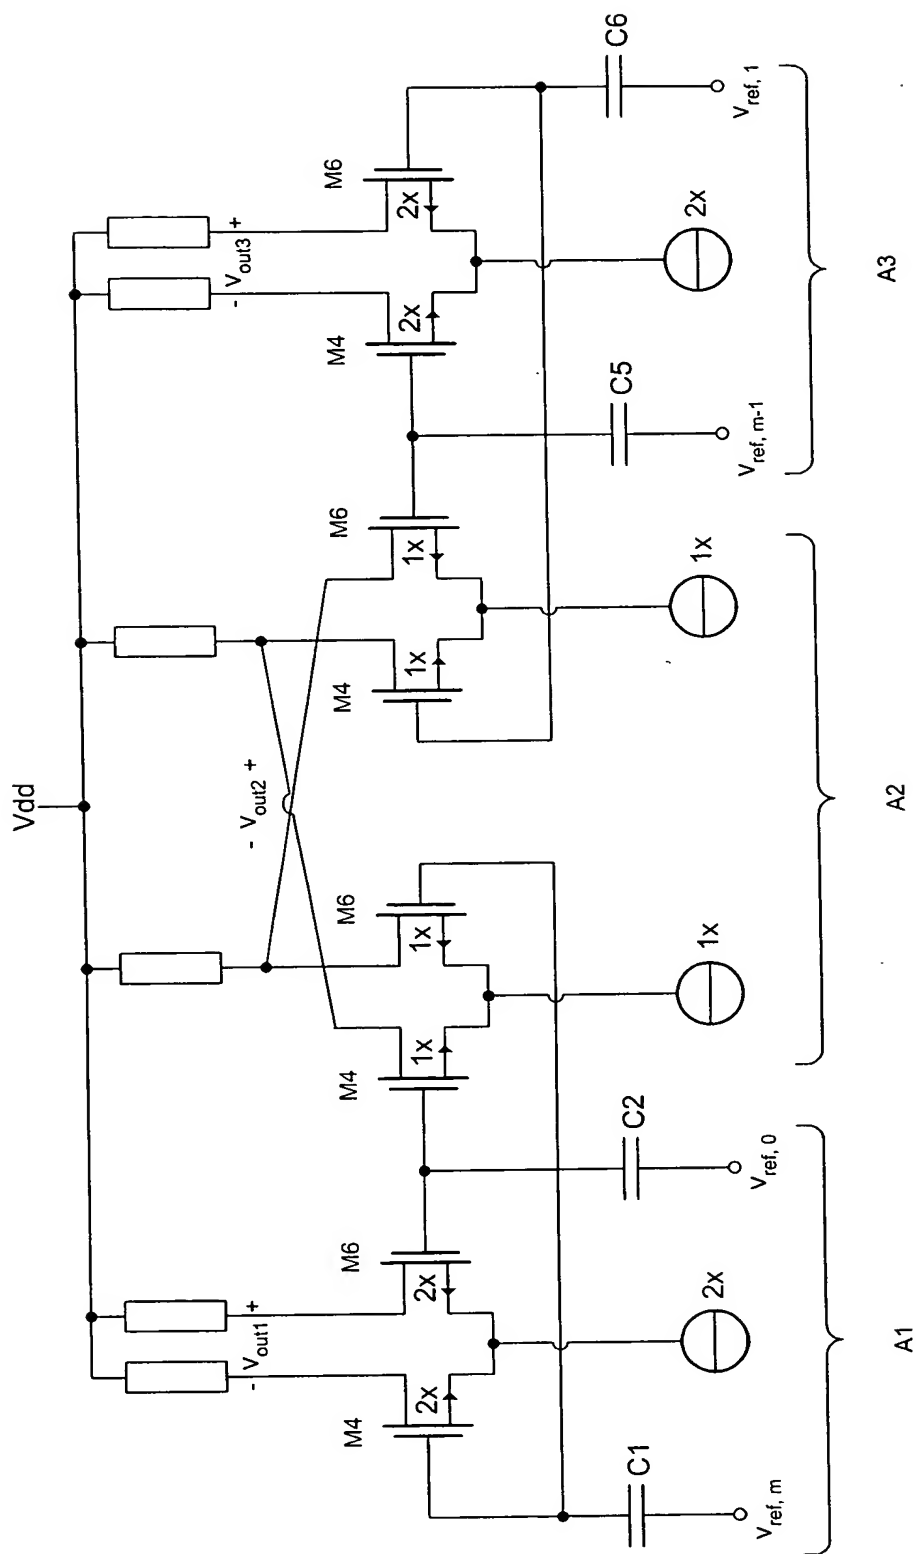 Vdd
- Vout1 +
- Vout2 +
- Vout3 +
M4
2x
M6
2x
M4
1x
M6
1x
M4
1x
M6
1x
M4
2x
M6
2x
C1
2x
C2
1x
1x
C5
2x
C6
Vref, m
Vref, 0
Vref, m-1
Vref, 1
A1
A2
A3